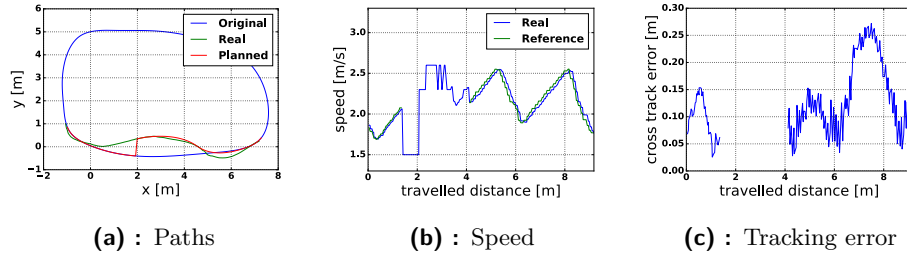 Original
Real
Planned
6
5
4
3
2
1
0
−1
y [m]
−2 0 2 4 6 8
x [m]
(a) : Paths
Real
Reference
3.0
2.5
2.0
1.5
speed [m/s]
0 2 4 6 8
travelled distance [m]
(b) : Speed
0.30
0.25
0.20
0.15
0.10
0.05
0.00
cross track error [m]
0 2 4 6 8
travelled distance [m]
(c) : Tracking error